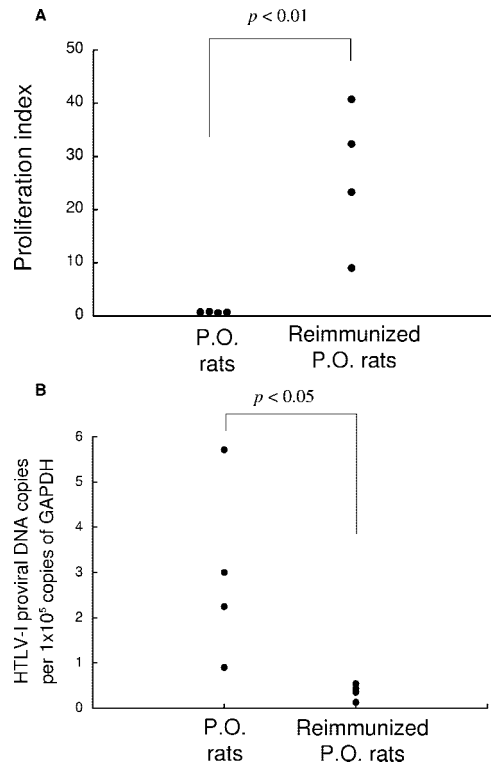 A
p < 0.01
50
40
30
20
10
0
Proliferation index
P.O.
rats
Reimmunized
P.O. rats
B
p < 0.05
6
5
4
3
2
1
0
HTLV-I proviral DNA copies
per 1x10⁵ copies of GAPDH
P.O.
rats
Reimmunized
P.O. rats